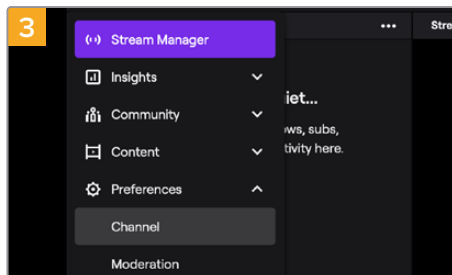 3
Stream Manager
Stre
Insights
iet...
Community
ows, subs,
Content
tivity here.
Preferences
Channel
Moderation